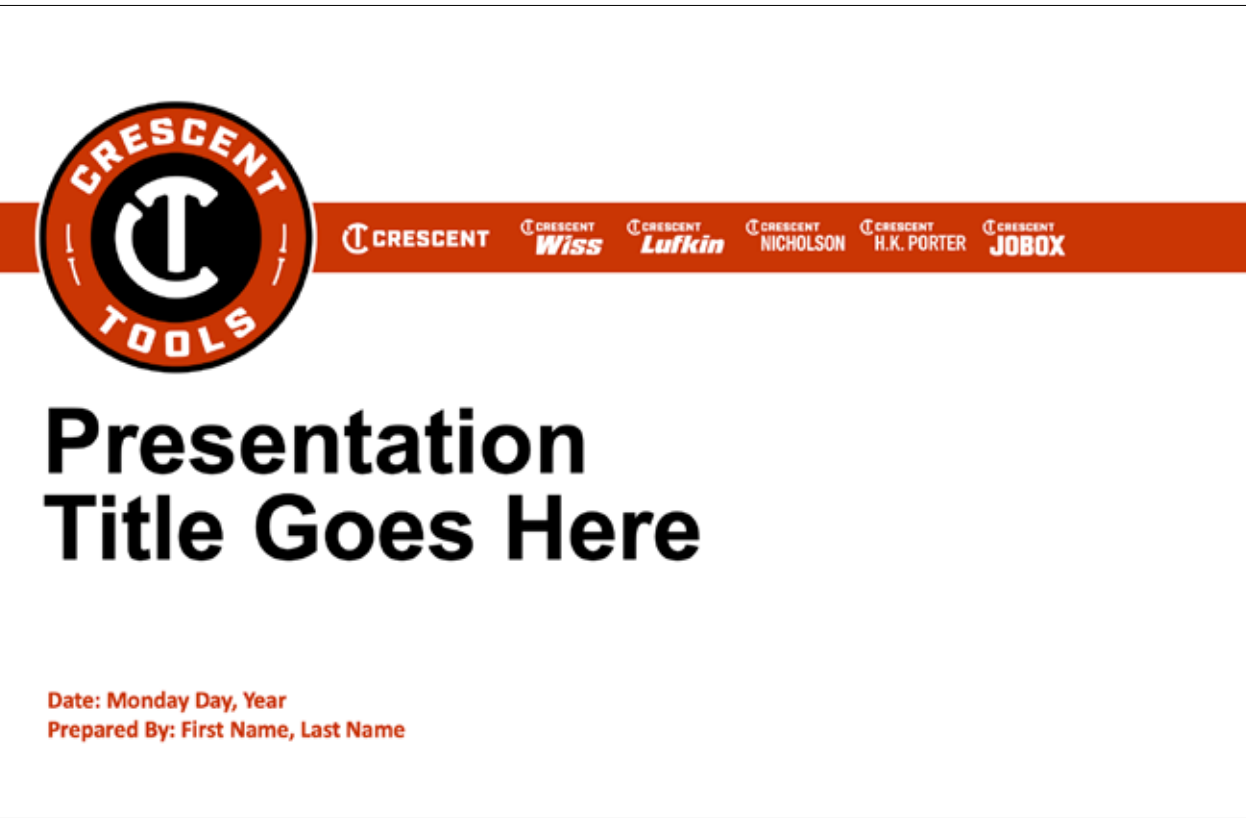 CRESCENT
TOOLS
CRESCENT
CRESCENT
Wiss
CRESCENT
Lufkin
CRESCENT
NICHOLSON
CRESCENT
H.K. PORTER
CRESCENT
JOBOX
Presentation
Title Goes Here
Date: Monday Day, Year
Prepared By: First Name, Last Name